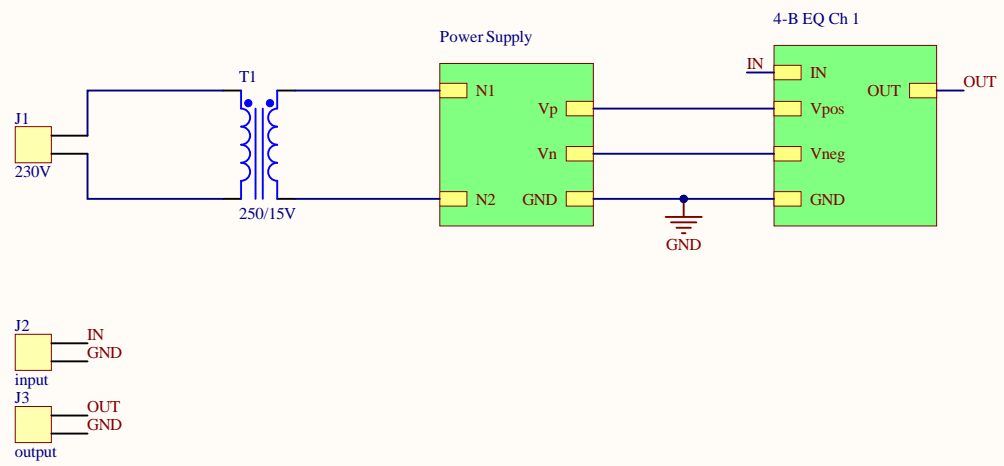 4-B EQ Ch 1
Power Supply
IN
IN
OUT
OUT
T1
N1
Vp
Vpos
J1
230V
Vn
Vneg
N2
GND
GND
250/15V
GND
J2
IN
GND
input
J3
OUT
GND
output